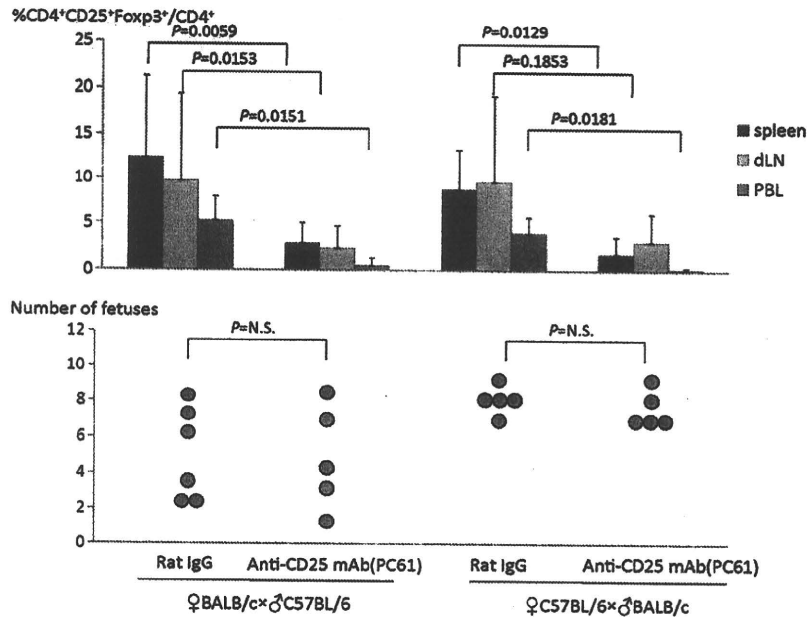 %CD4⁺CD25⁺Foxp3⁺/CD4⁺
P=0.0059
P=0.0129
P=0.0153
P=0.1853
P=0.0151
P=0.0181
25
20
15
10
5
0
spleen
dLN
PBL
Number of fetuses
12
10
8
6
4
2
0
P=N.S.
P=N.S.
Rat IgG
Anti-CD25 mAb(PC61)
Rat IgG
Anti-CD25 mAb(PC61)
♀BALB/c×♂C57BL/6
♀C57BL/6×♂BALB/c